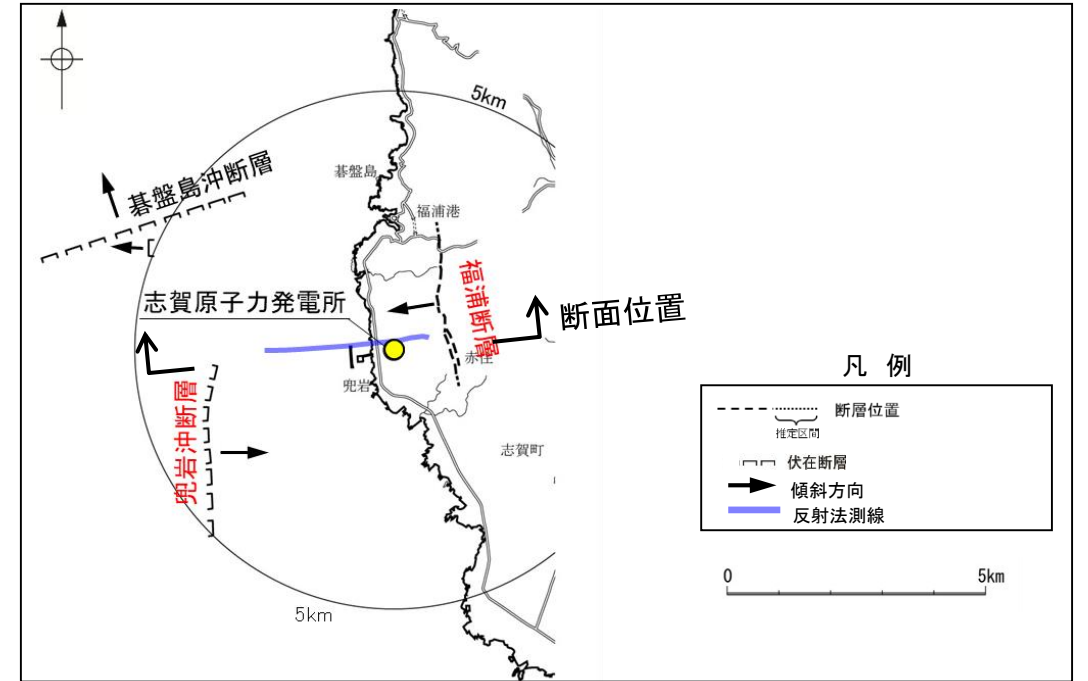 5km
碁盤島沖断層
碁盤島
福浦港
福浦断層
志賀原子力発電所
断面位置
赤住
兜岩
兜岩沖断層
志賀町
5km
凡 例
断層位置
推定区間
伏在断層
傾斜方向
反射法測線
0 5km